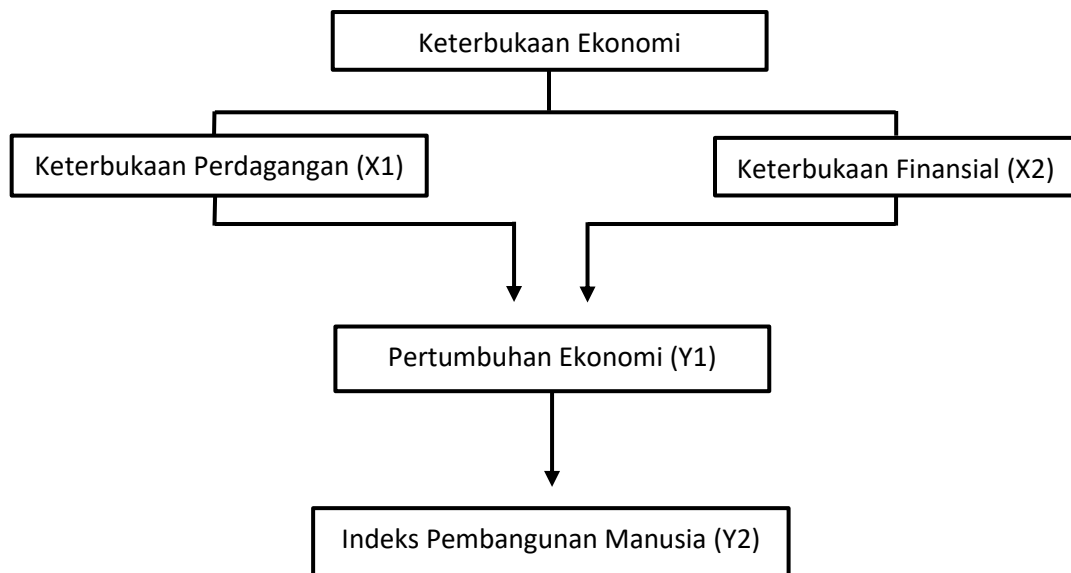 Keterbukaan Ekonomi
Keterbukaan Perdagangan (X1)
Keterbukaan Finansial (X2)
Pertumbuhan Ekonomi (Y1)
Indeks Pembangunan Manusia (Y2)